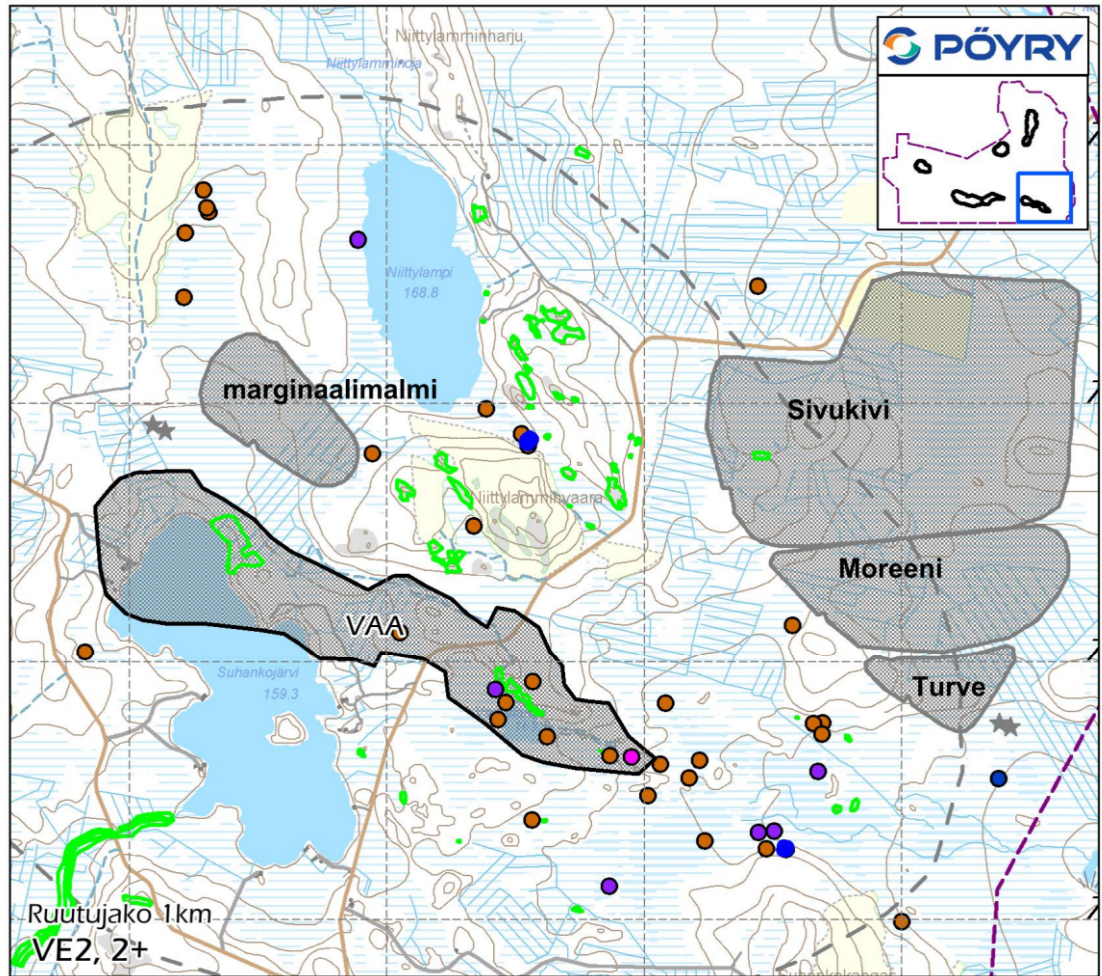 Niittylamminharju
Niittylamminoja
PÖYRY
Niittylampi
168.8
marginaalimalmi
Sivukivi
Niittylamminvaara
Moreeni
VAA
Suhankojärvi
159.3
Turve
Ruutujako 1km
VE2, 2+
Suhankokangas